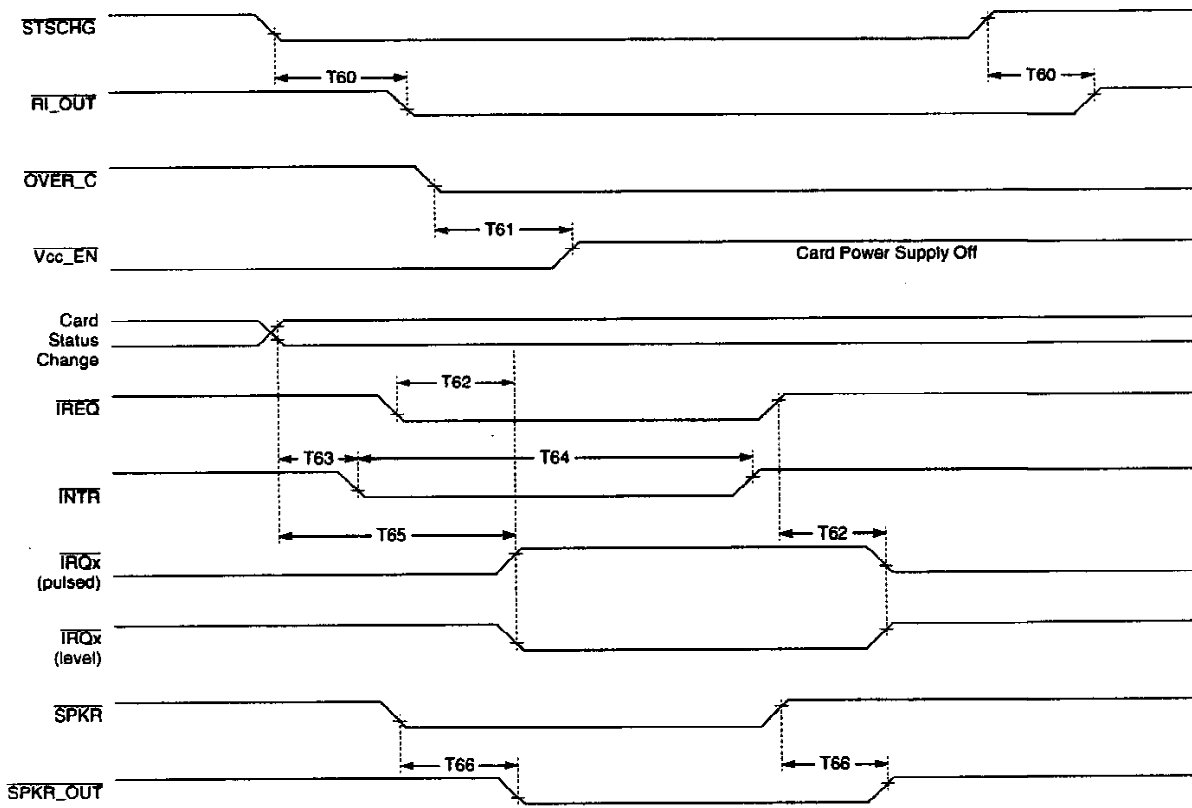 STSCHG
T60
T60
RI_OUT
OVER_C
T61
Vcc_EN
Card Power Supply Off
Card
Status
Change
T62
IREQ
T63
T64
INTR
T65
T62
IRQx
(pulsed)
IRQx
(level)
SPKR
T66
T66
SPKR_OUT